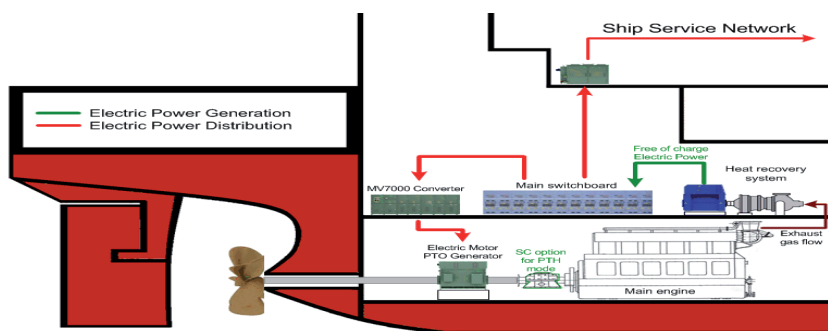 Ship Service Network
Electric Power Generation
Electric Power Distribution
Free of charge
Electric Power
Heat recovery
system
MV7000 Converter
Main switchboard
Exhaust
gas flow
Electric Motor
PTO Generator
SC option
for PTH
mode
Main engine